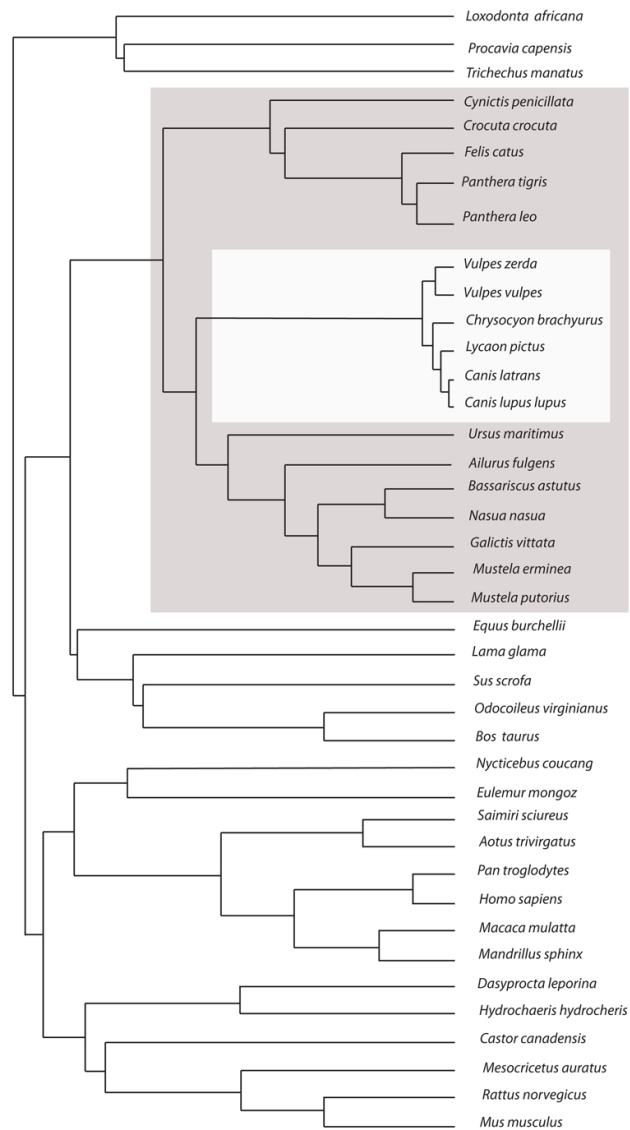 Loxodonta africana
Procavia capensis
Trichechus manatus
Cynictis penicillata
Crocuta crocuta
Felis catus
Panthera tigris
Panthera leo
Vulpes zerda
Vulpes vulpes
Chrysocyon brachyurus
Lycaon pictus
Canis latrans
Canis lupus lupus
Ursus maritimus
Ailurus fulgens
Bassariscus astutus
Nasua nasua
Galictis vittata
Mustela erminea
Mustela putorius
Equus burchellii
Lama glama
Sus scrofa
Odocoileus virginianus
Bos taurus
Nycticebus coucang
Eulemur mongoz
Saimiri sciureus
Aotus trivirgatus
Pan troglodytes
Homo sapiens
Macaca mulatta
Mandrillus sphinx
Dasyprocta leporina
Hydrochaeris hydrocheris
Castor canadensis
Mesocricetus auratus
Rattus norvegicus
Mus musculus